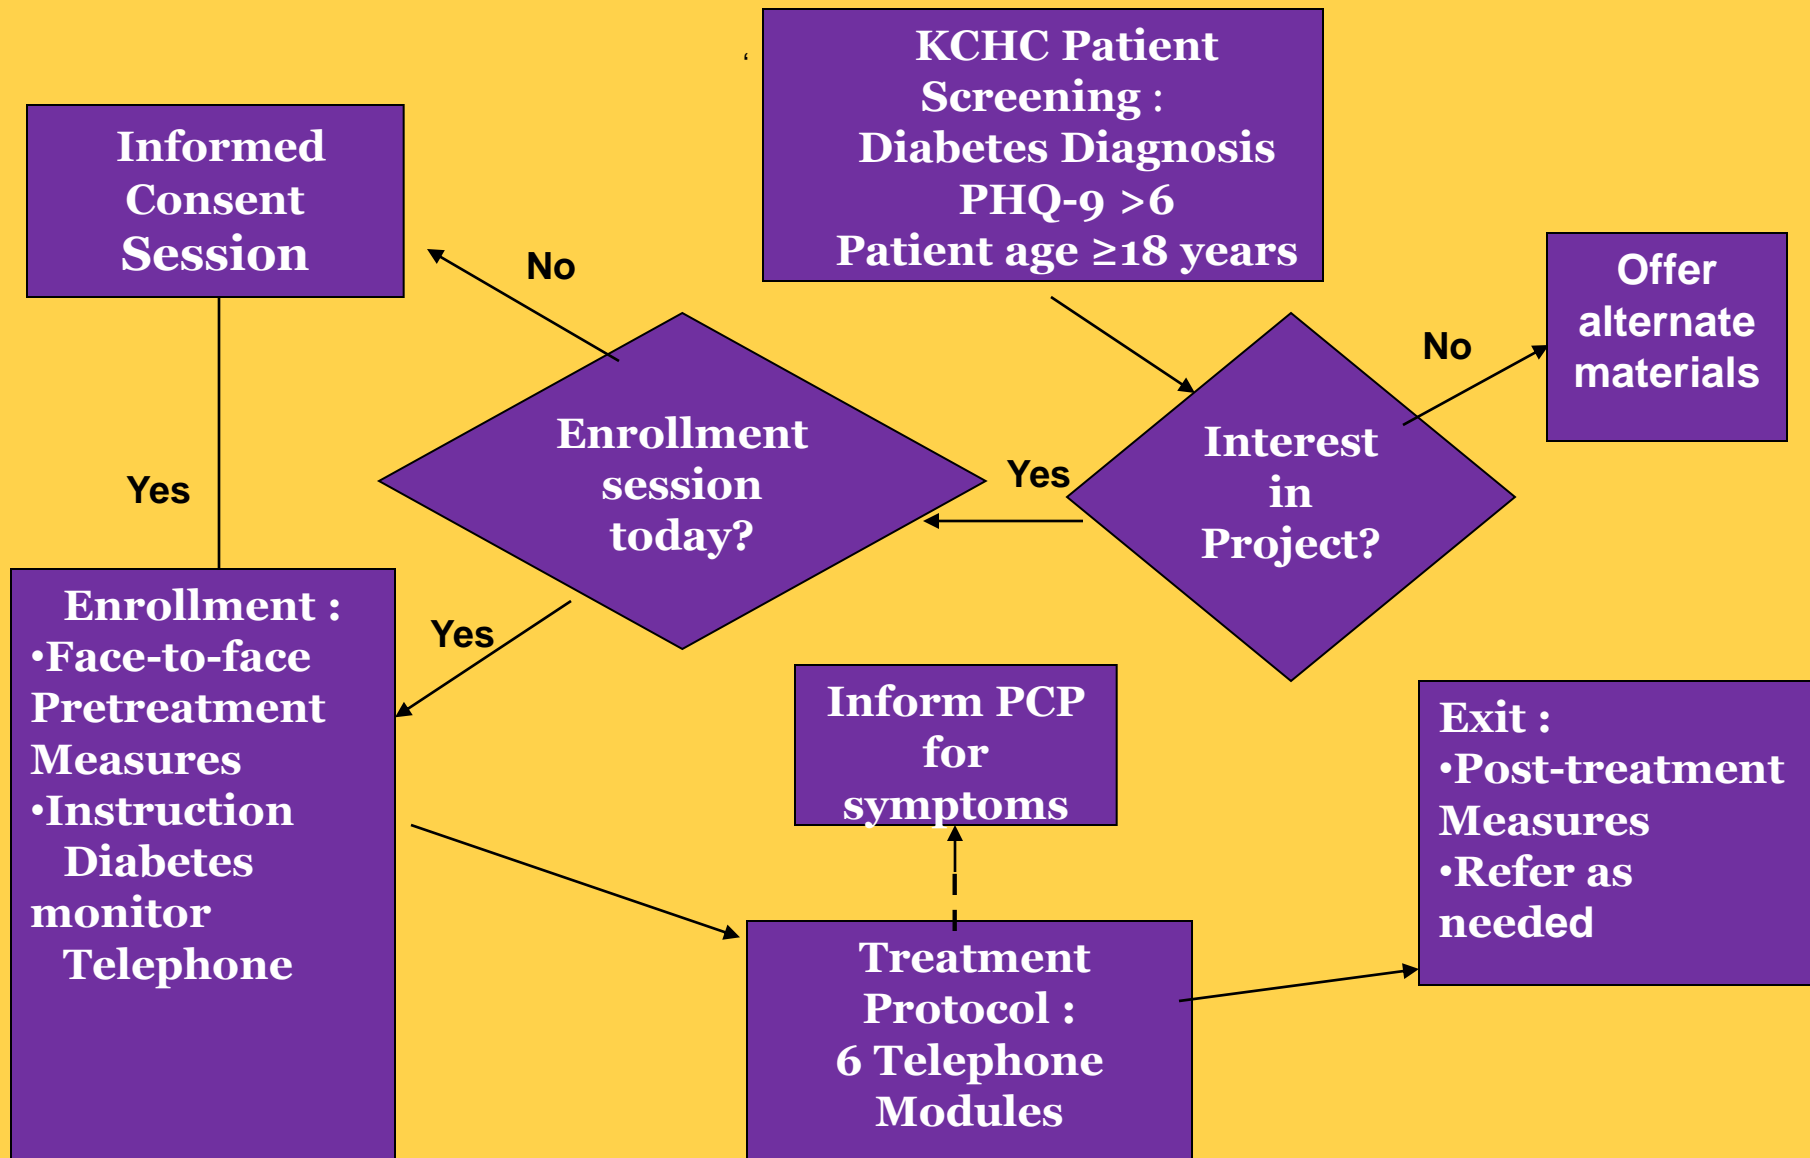 ‘
KCHC Patient
Screening :
Diabetes Diagnosis
PHQ-9 >6
Patient age ≥18 years
Informed
Consent
Session
No
Offer
alternate
materials
No
Enrollment
session
today?
Yes
Interest
in
Project?
Yes
Enrollment :
•Face-to-face
Pretreatment
Measures
•Instruction
Diabetes
monitor
Telephone
Yes
Inform PCP
for
symptoms
Exit :
•Post-treatment
Measures
•Refer as
needed
Treatment
Protocol :
6 Telephone
Modules